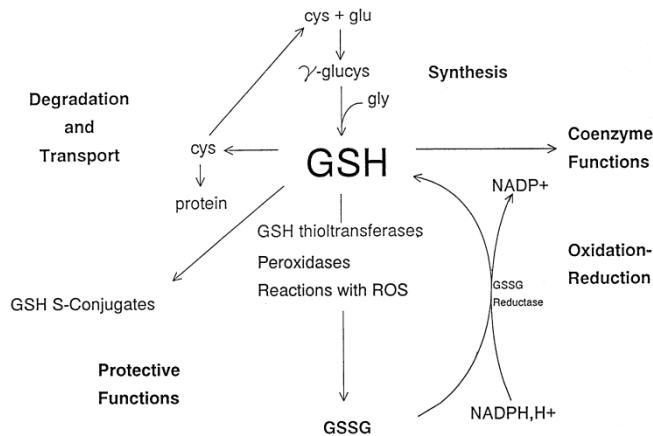 cys + glu
γ-glucys
Synthesis
gly
Degradation
and
Transport
cys
GSH
Coenzyme
Functions
protein
NADP+
GSH thioltransferases
Peroxidases
Reactions with ROS
Oxidation-
Reduction
GSSG
Reductase
GSH S-Conjugates
Protective
Functions
GSSG
NADPH,H+